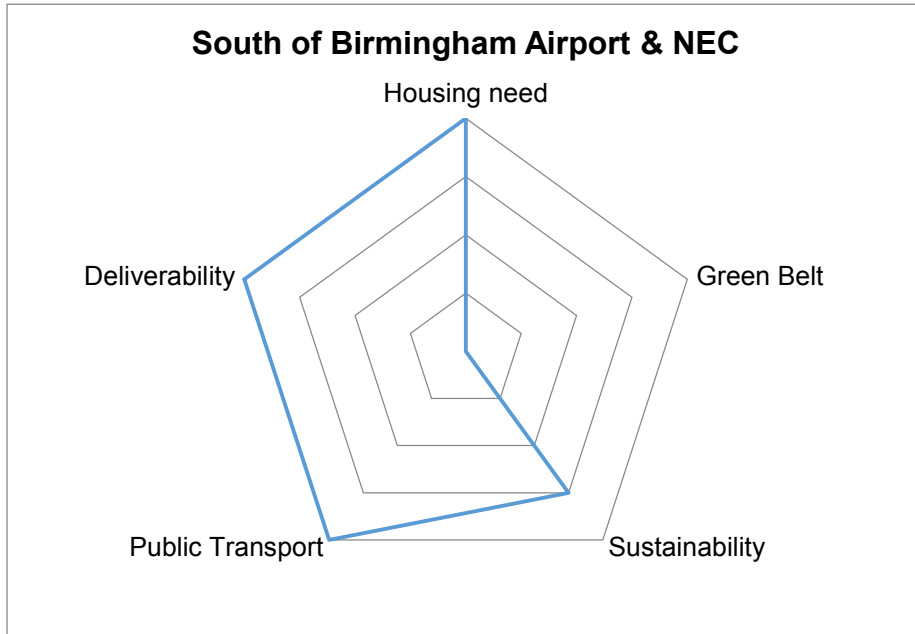 South of Birmingham Airport & NEC
Housing need
Deliverability
Green Belt
Public Transport
Sustainability